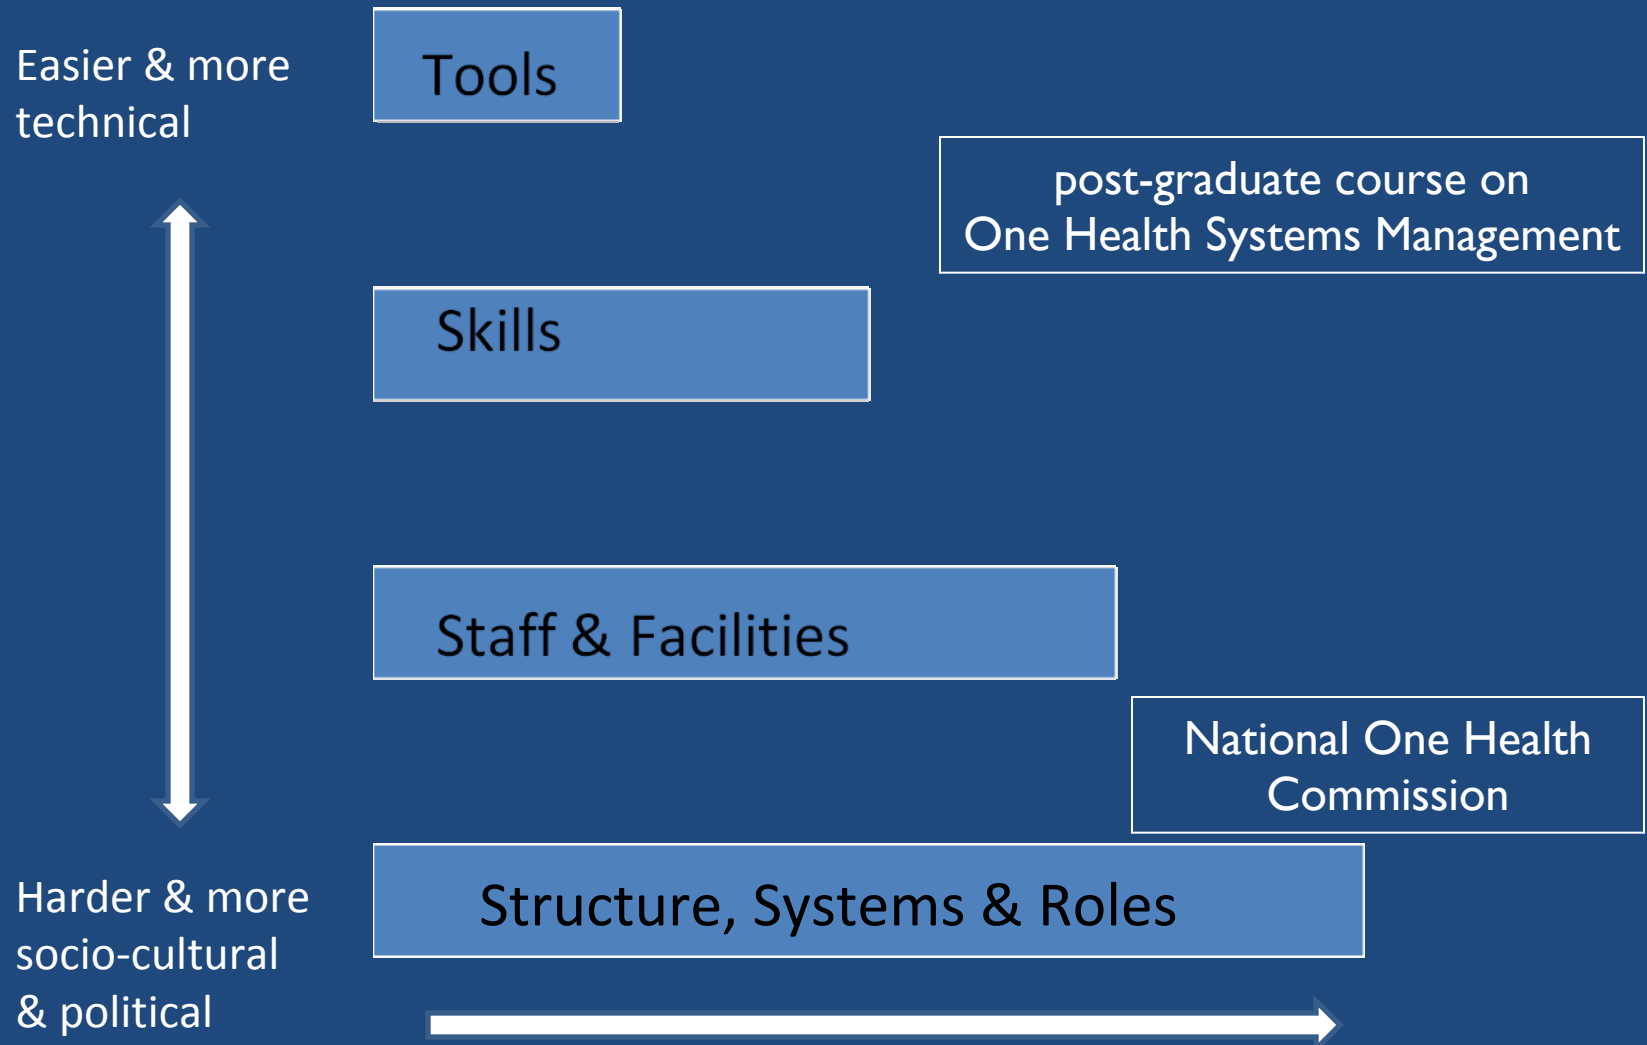 Easier & more
technical
Tools
post-graduate course on
One Health Systems Management
Skills
Staff & Facilities
National One Health
Commission
Harder & more
socio-cultural
& political
Structure, Systems & Roles